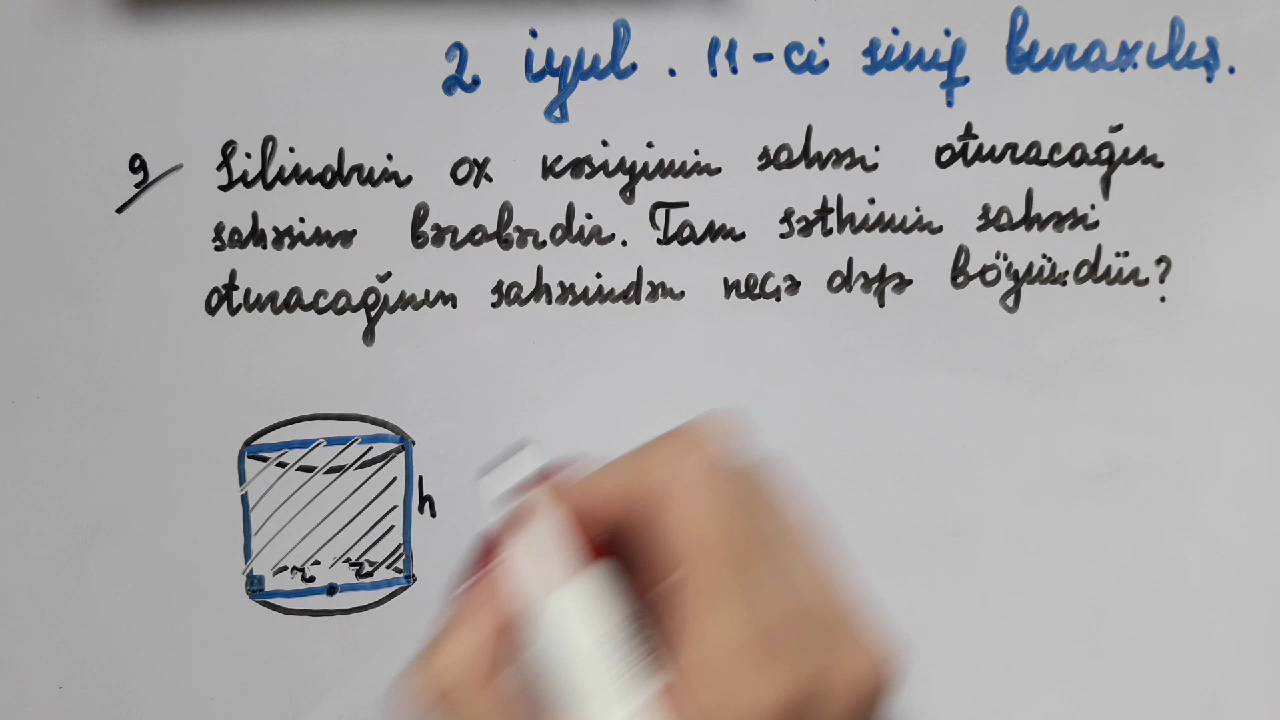 2 iyul. 11-ci sinif buraxılış.
9 Silindrin ox kəsiyinin sahəsi oturacağın
sahəsinə bərabərdir. Tam səthinin sahəsi
oturacağının sahəsindən neçə dəfə böyükdür?
h
r r